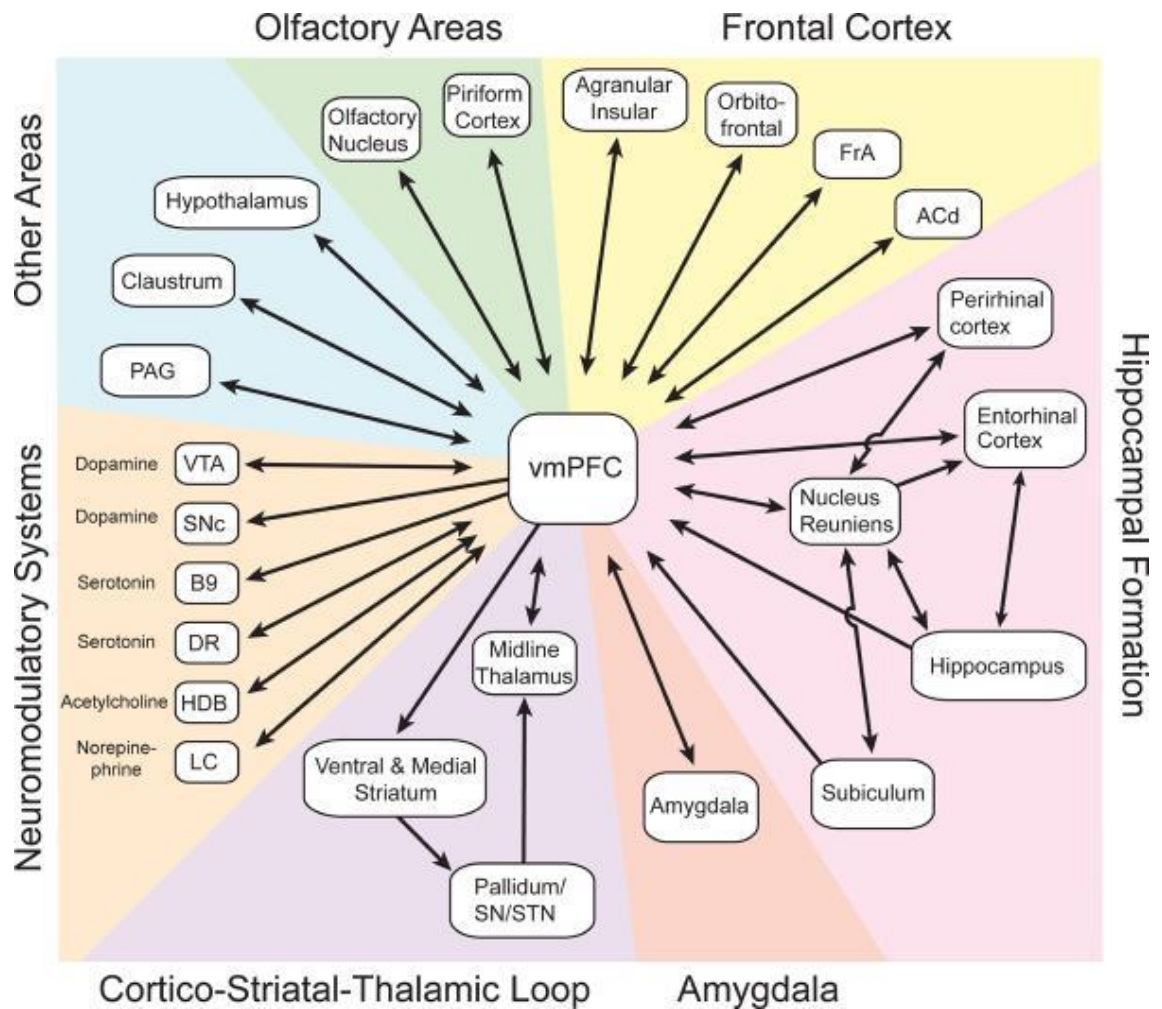 Olfactory Areas
Frontal Cortex
Other Areas
Olfactory
Nucleus
Piriform
Cortex
Agranular
Insular
Orbito-
frontal
FrA
ACd
Hypothalamus
Claustrum
PAG
Perirhinal
cortex
Entorhinal
Cortex
Nucleus
Reuniens
Hippocampus
Subiculum
Hippocampal Formation
vmPFC
Neuromodulatory Systems
Dopamine VTA
Dopamine SNc
Serotonin B9
Serotonin DR
Acetylcholine HDB
Norepine-
phrine
LC
Midline
Thalamus
Ventral & Medial
Striatum
Pallidum/
SN/STN
Amygdala
Cortico-Striatal-Thalamic Loop
Amygdala